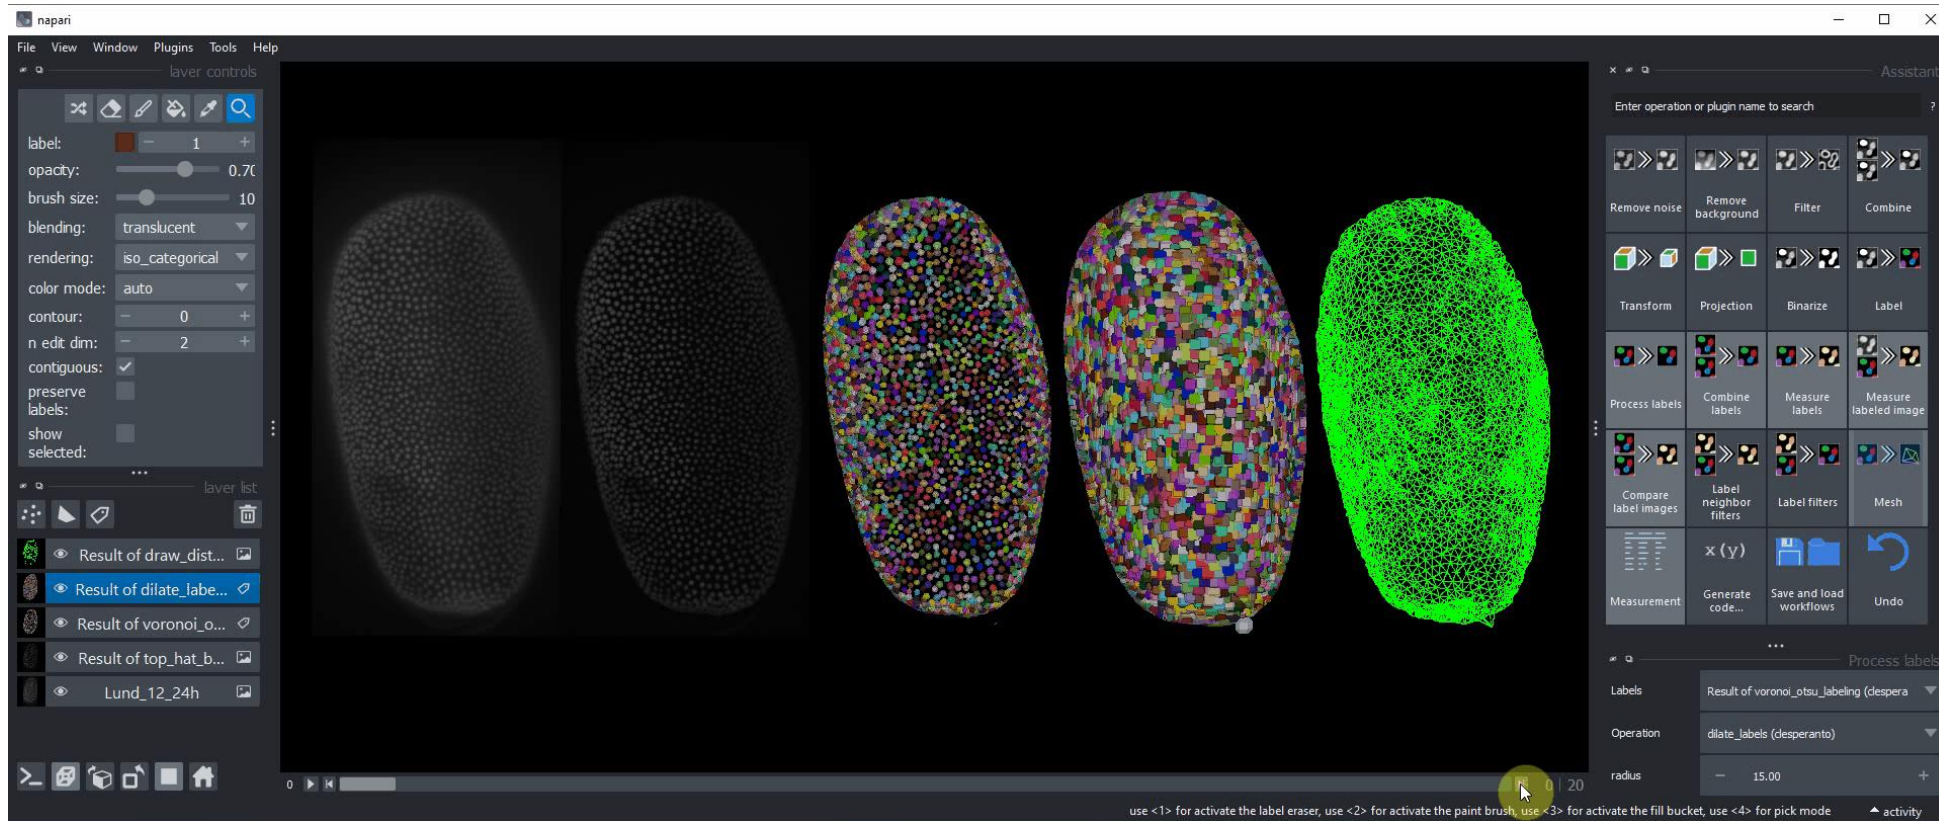 napari
File View Window Plugins Tools Help
layer controls
label: 1
opacity: 0.70
brush size: 10
blending: translucent
rendering: iso_categorical
color mode: auto
contour: 0
n edit dim: 2
contiguous:
preserve
labels:
show
selected:
layer list
Result of draw_dist...
Result of dilate_labe...
Result of voronoi_o...
Result of top_hat_b...
Lund_12_24h
0
0 | 20
use <1> for activate the label eraser, use <2> for activate the paint brush, use <3> for activate the fill bucket, use <4> for pick mode
activity
Assistant
Enter operation or plugin name to search ?
Remove noise
Remove
background
Filter
Combine
Transform
Projection
Binarize
Label
Process labels
Combine
labels
Measure
labels
Measure
labeled image
Compare
label images
Label
neighbor
filters
Label filters
Mesh
Measurement
x (y)
Generate
code...
Save and load
workflows
Undo
Process labels
Labels Result of voronoi_otsu_labeling (clespera
Operation dilate_labels (clesperanto)
radius 15.00